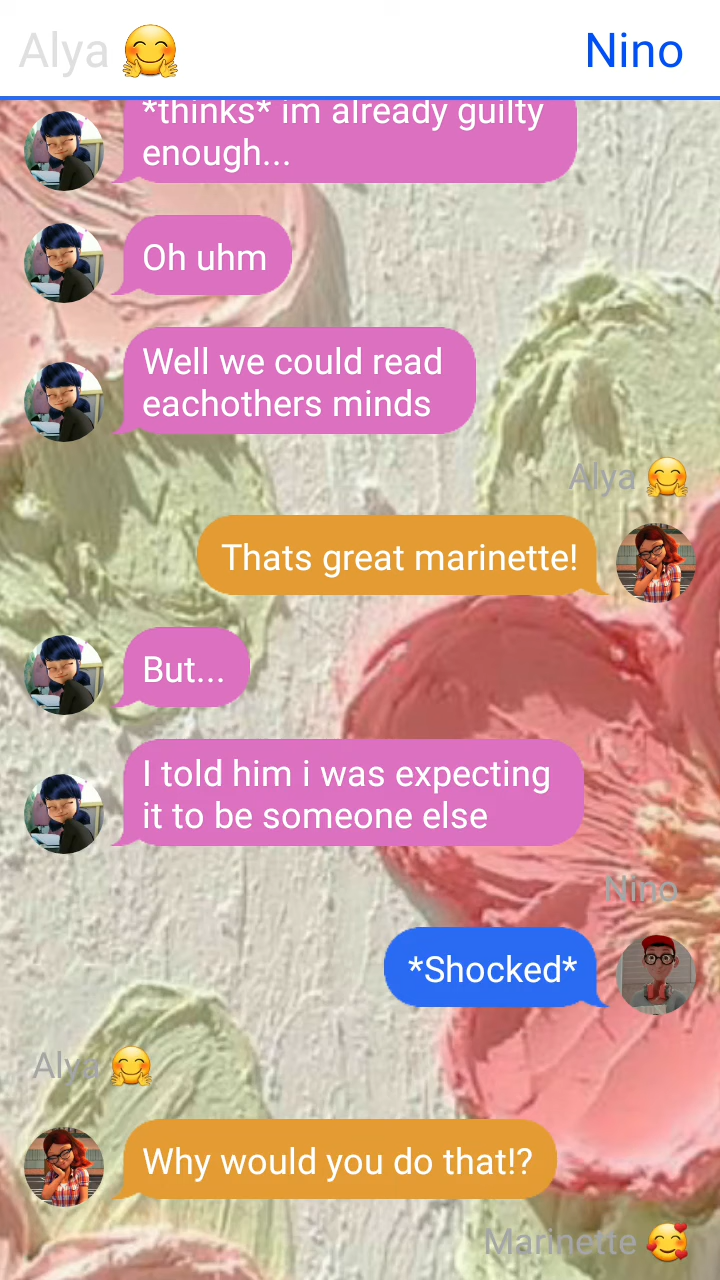 Alya 🤗 Nino
*thinks* im already guilty
enough...
Oh uhm
Well we could read
eachothers minds
Alya 🤗
Thats great marinette!
But...
I told him i was expecting
it to be someone else
Nino
*Shocked*
Alya 🤗
Why would you do that!?
Marinette 🥰